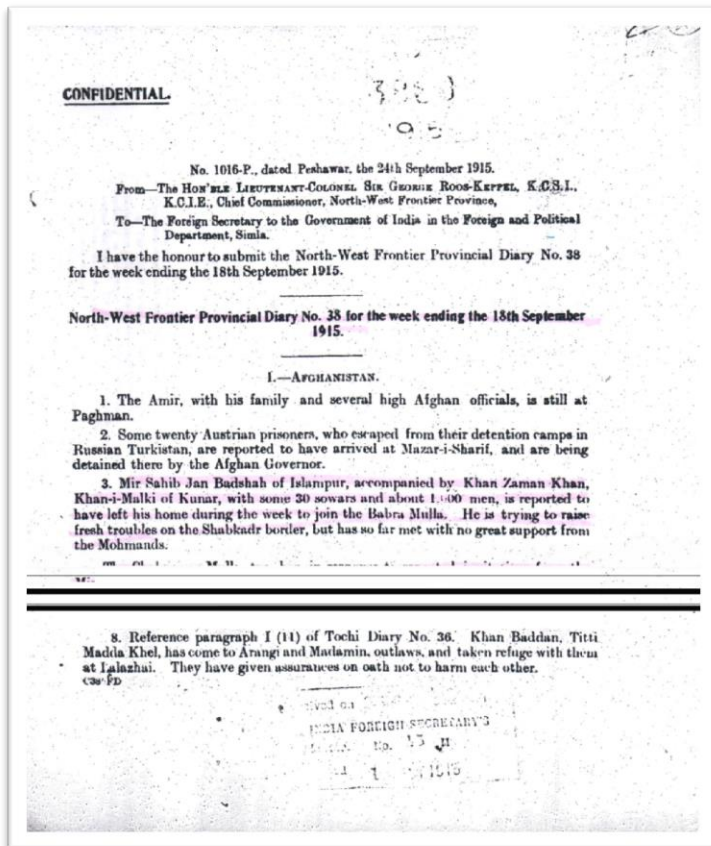 CONFIDENTIAL.
No. 1016-P., dated Peshawar, the 24th September 1915.
From—The HON'BLE LIEUTENANT-COLONEL SIR GEORGE ROOS-KEPPEL, K.C.S.I.,
K.C.I.E., Chief Commissioner, North-West Frontier Province,
To—The Foreign Secretary to the Government of India in the Foreign and Political
Department, Simla.
I have the honour to submit the North-West Frontier Provincial Diary No. 38
for the week ending the 18th September 1915.
North-West Frontier Provincial Diary No. 38 for the week ending the 18th September
1915.
I.—AFGHANISTAN.
1. The Amir, with his family and several high Afghan officials, is still at
Paghman.
2. Some twenty Austrian prisoners, who escaped from their detention camps in
Russian Turkistan, are reported to have arrived at Mazar-i-Sharif, and are being
detained there by the Afghan Governor.
3. Mir Sahib Jan Badshah of Islampur, accompanied by Khan Zaman Khan,
Khan-i-Malki of Kunar, with some 30 sowars and about men, is reported to
have left his home during the week to join the Babra Mulla. He is trying to raise
fresh troubles on the Shabkadr border, but has so far met with no great support from
the Mohmands.
8. Reference paragraph I (11) of Tochi Diary No. 36. Khan Baddan, Titti
Madda Khel, has come to Arangi and Madamin, outlaws, and taken refuge with them
at They have given assurances on oath not to harm each other.
FOREIGN SECRETARY'S
No.